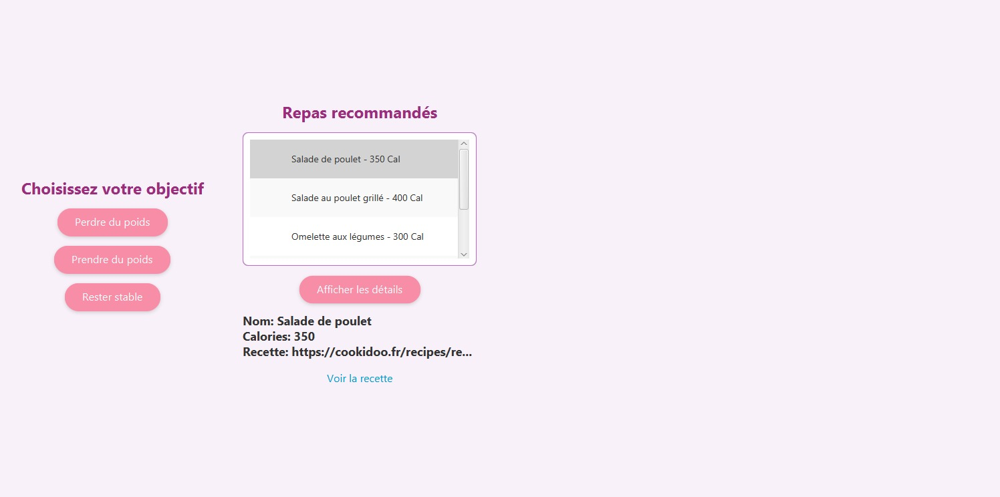 Choisissez votre objectif
Perdre du poids
Prendre du poids
Rester stable
Repas recommandés
Salade de poulet - 350 Cal
Salade au poulet grillé - 400 Cal
Omelette aux légumes - 300 Cal
Afficher les détails
Nom: Salade de poulet
Calories: 350
Recette: https://cookidoo.fr/recipes/re...
Voir la recette